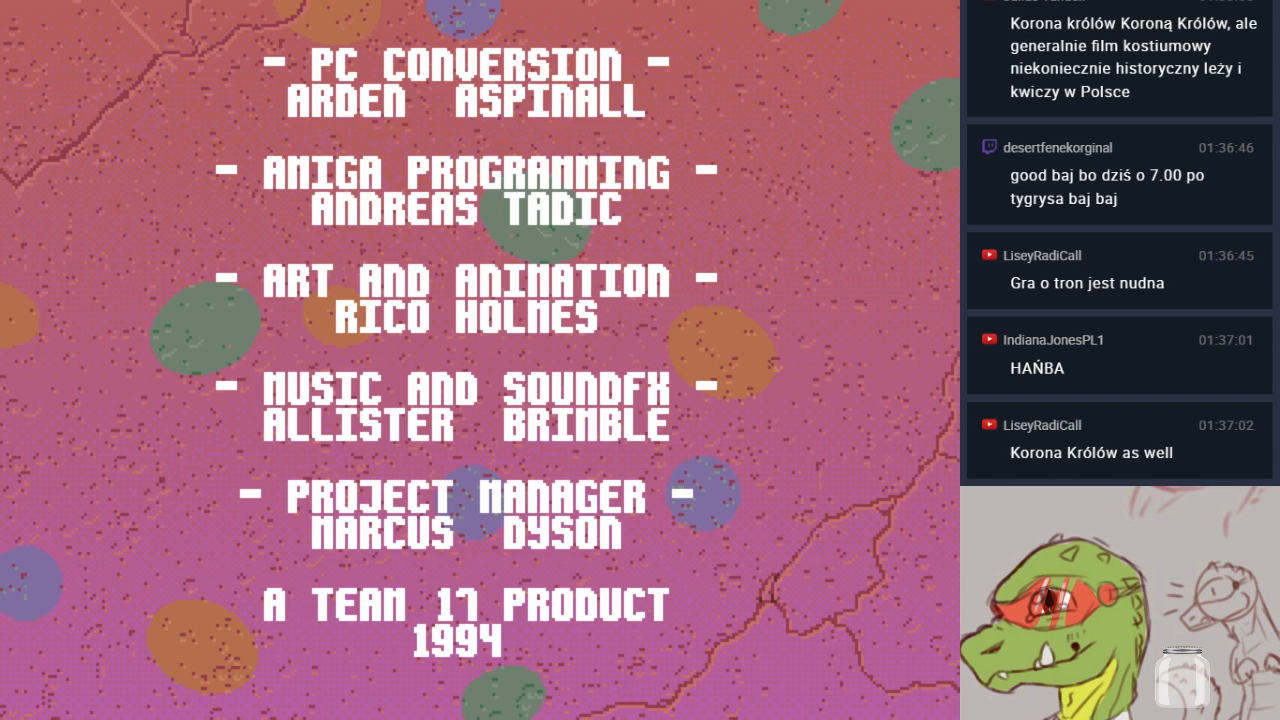 - PC CONVERSION -
ARDEN ASPINALL
- AMIGA PROGRAMMING -
ANDREAS TADIC
- ART AND ANIMATION -
RICO HOLMES
- MUSIC AND SOUNDFX -
ALLISTER BRIMBLE
- PROJECT MANAGER -
MARCUS DYSON
A TEAM 17 PRODUCT
1994
Korona królów Koroną Królów, ale
generalnie film kostiumowy
niekoniecznie historyczny leży i
kwiczy w Polsce
desertfenekorginal 01:36:46
good baj bo dziś o 7.00 po
tygrysa baj baj
LiseyRadiCall 01:36:45
Gra o tron jest nudna
IndianaJonesPL1 01:37:01
HAŃBA
LiseyRadiCall 01:37:02
Korona Królów as well